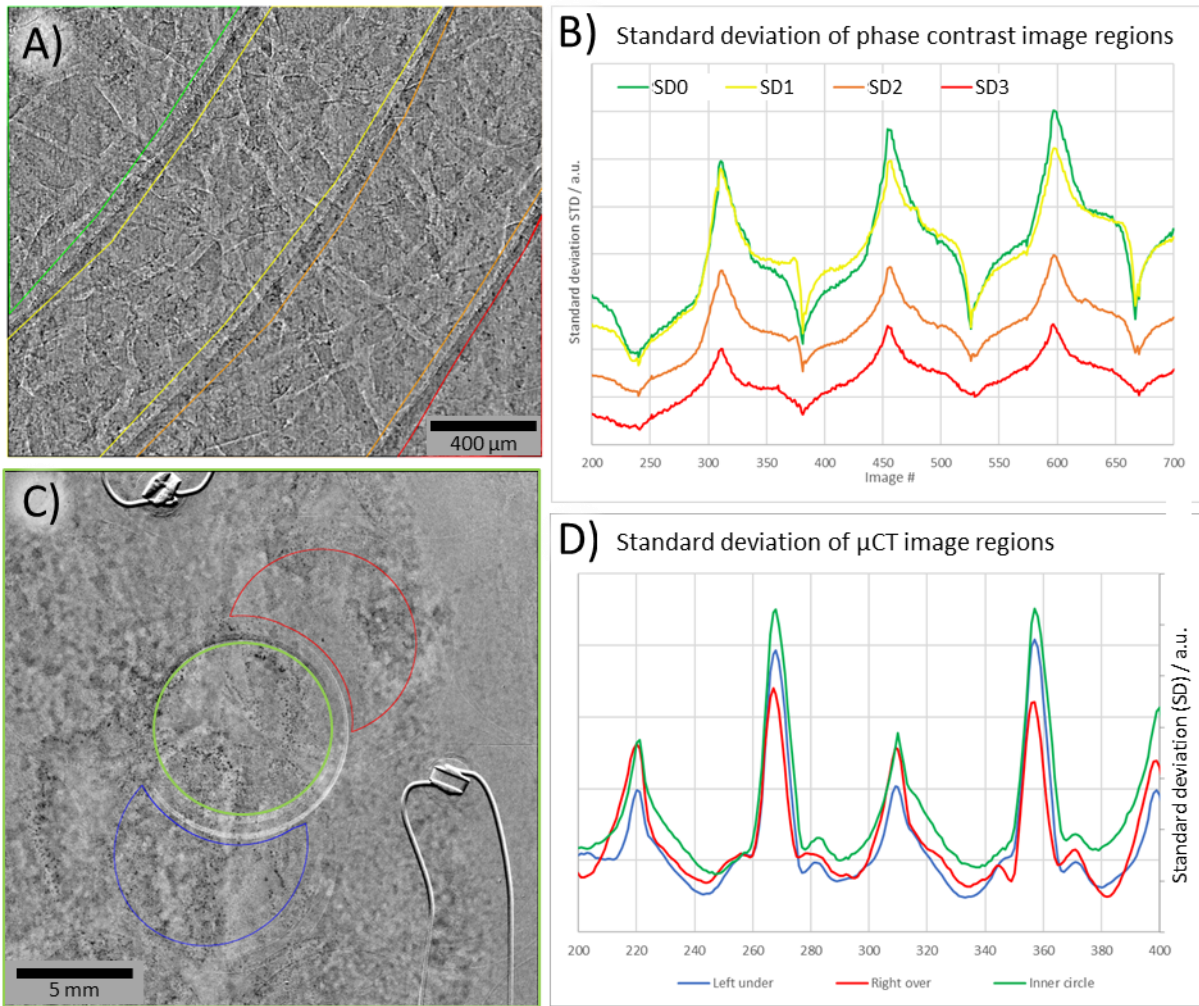 A)
400 µm
B) Standard deviation of phase contrast image regions
SD0 SD1 SD2 SD3
Standard deviation STD / a.u.
200 250 300 350 400 450 500 550 600 650 700
Image #
C)
5 mm
D) Standard deviation of µCT image regions
Standard deviation (SD) / a.u.
200 220 240 260 280 300 320 340 360 380 400
Left under Right over Inner circle